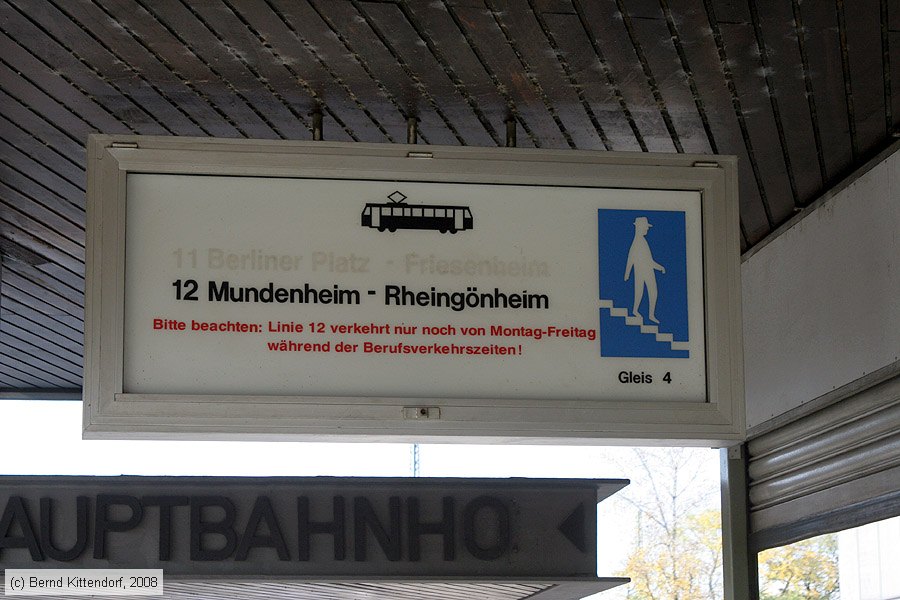 11 Berliner Platz - Friesenheim
12 Mundenheim - Rheingönheim
Bitte beachten: Linie 12 verkehrt nur noch von Montag-Freitag
während der Berufsverkehrszeiten!
Gleis 4
AUPTBAHNHO
(c) Bernd Kittendorf, 2008